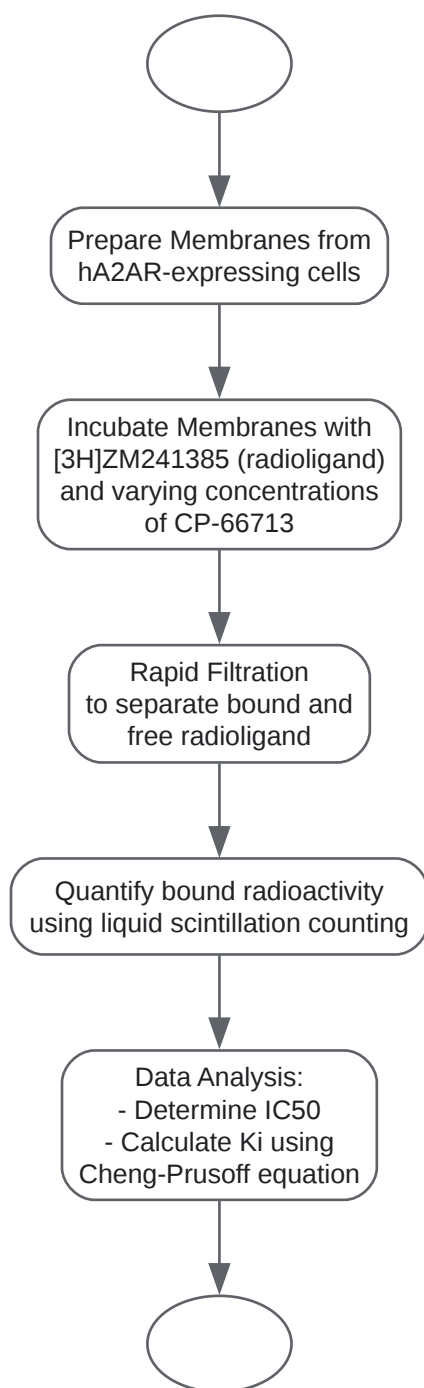 Prepare Membranes from
hA2AR-expressing cells
Incubate Membranes with
[3H]ZM241385 (radioligand)
and varying concentrations
of CP-66713
Rapid Filtration
to separate bound and
free radioligand
Quantify bound radioactivity
using liquid scintillation counting
Data Analysis:
- Determine IC50
- Calculate Ki using
Cheng-Prusoff equation